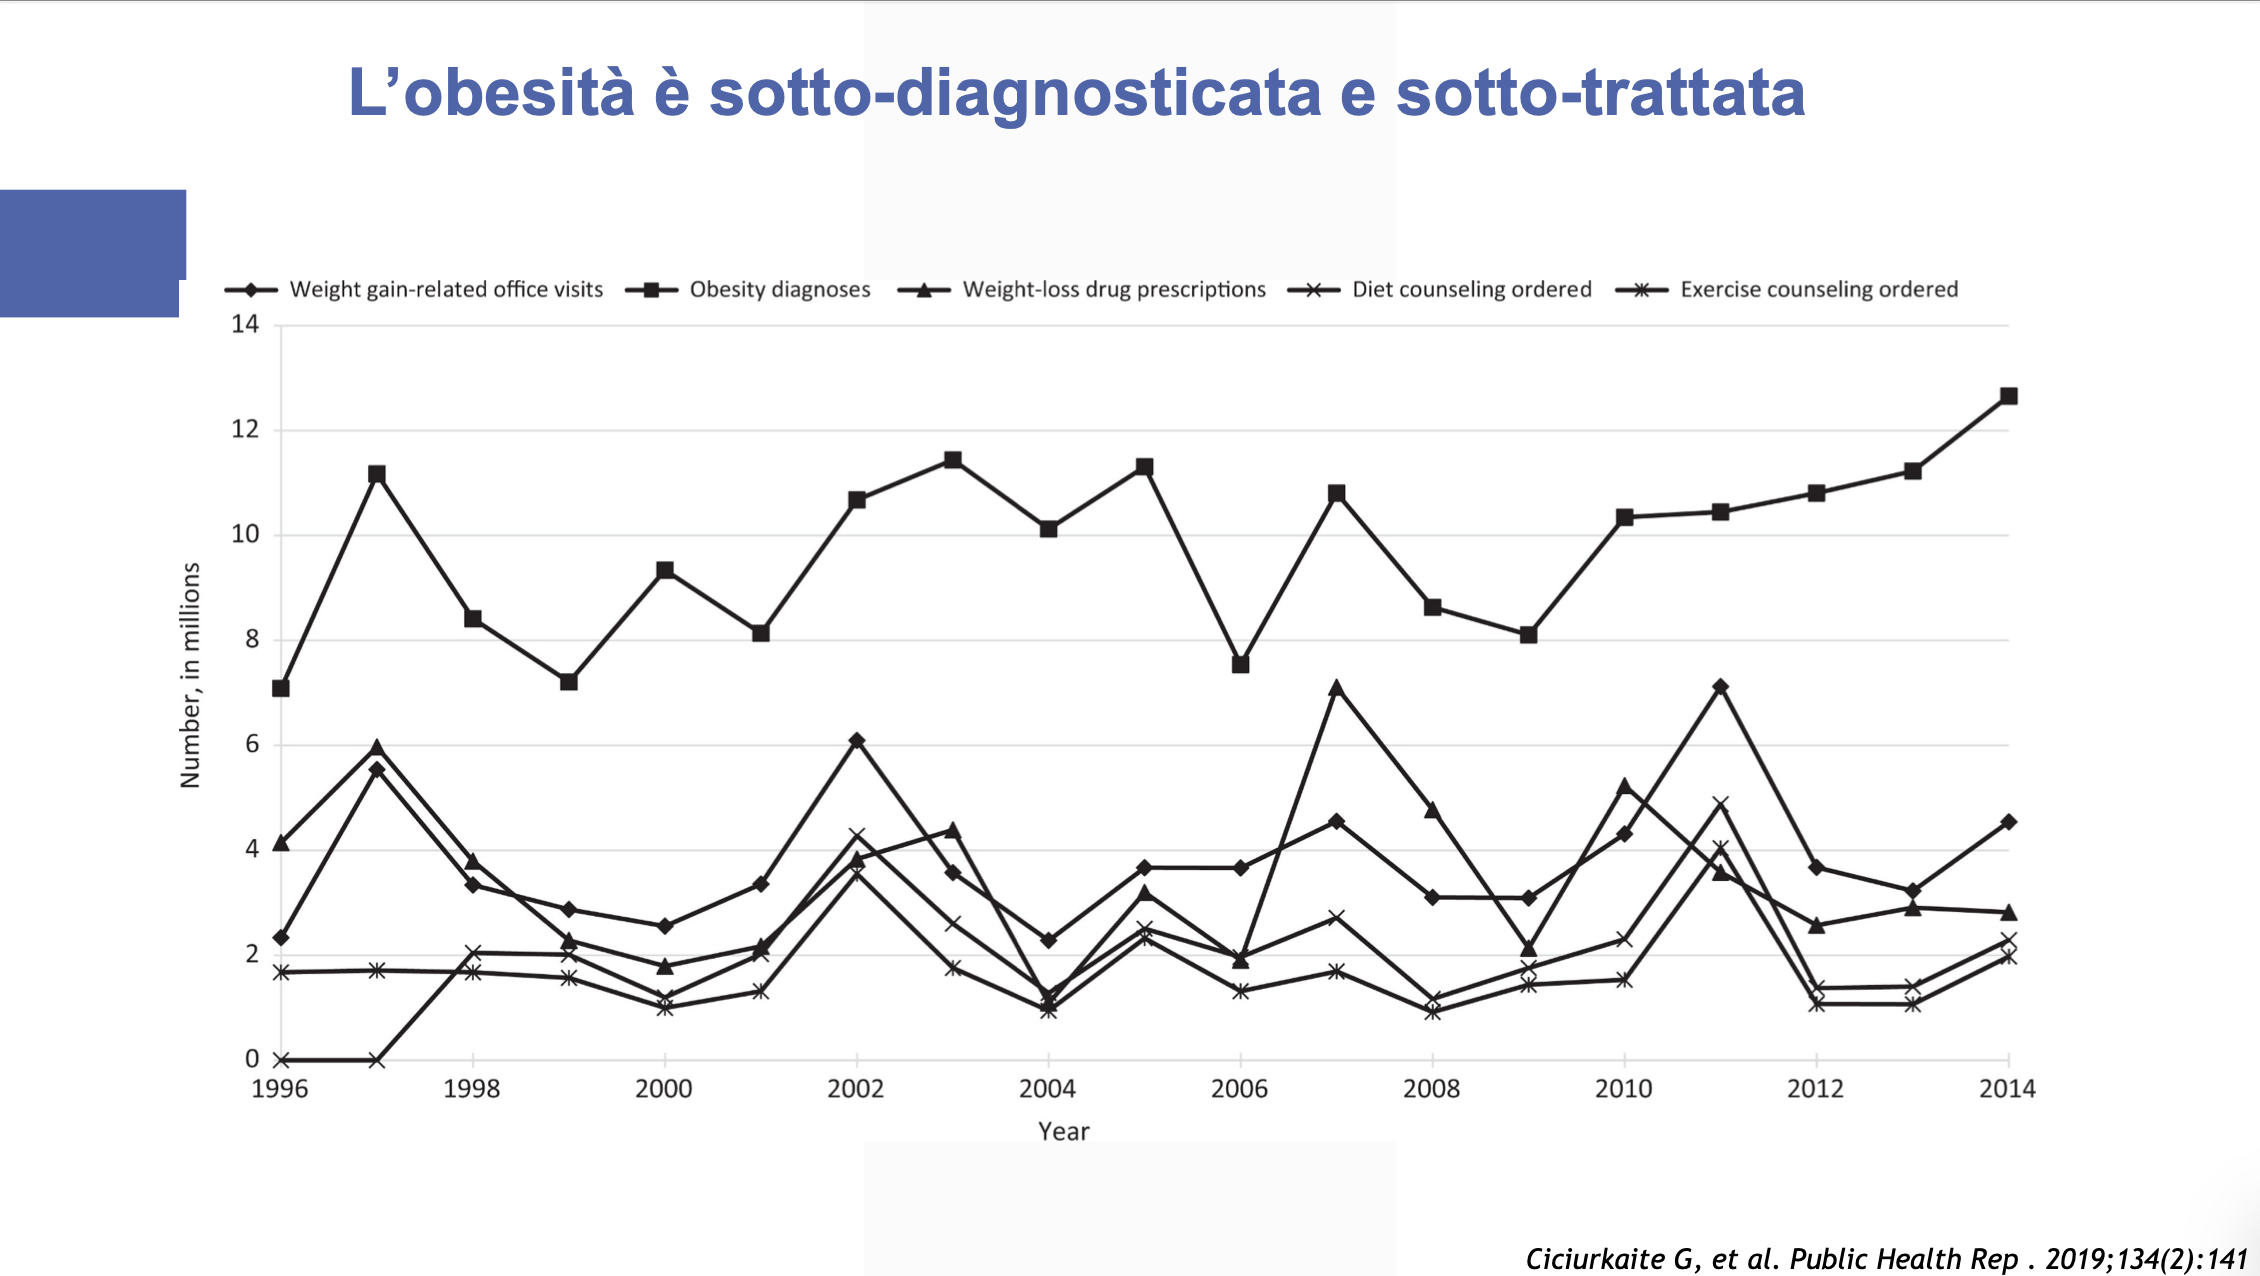 L’obesità è sotto-diagnosticata e sotto-trattata
Weight gain-related office visits Obesity diagnoses Weight-loss drug prescriptions Diet counseling ordered Exercise counseling ordered
14
12
10
8
6
4
2
0
Number, in millions
1996 1998 2000 2002 2004 2006 2008 2010 2012 2014
Year
Ciciurkaite G, et al. Public Health Rep . 2019;134(2):141